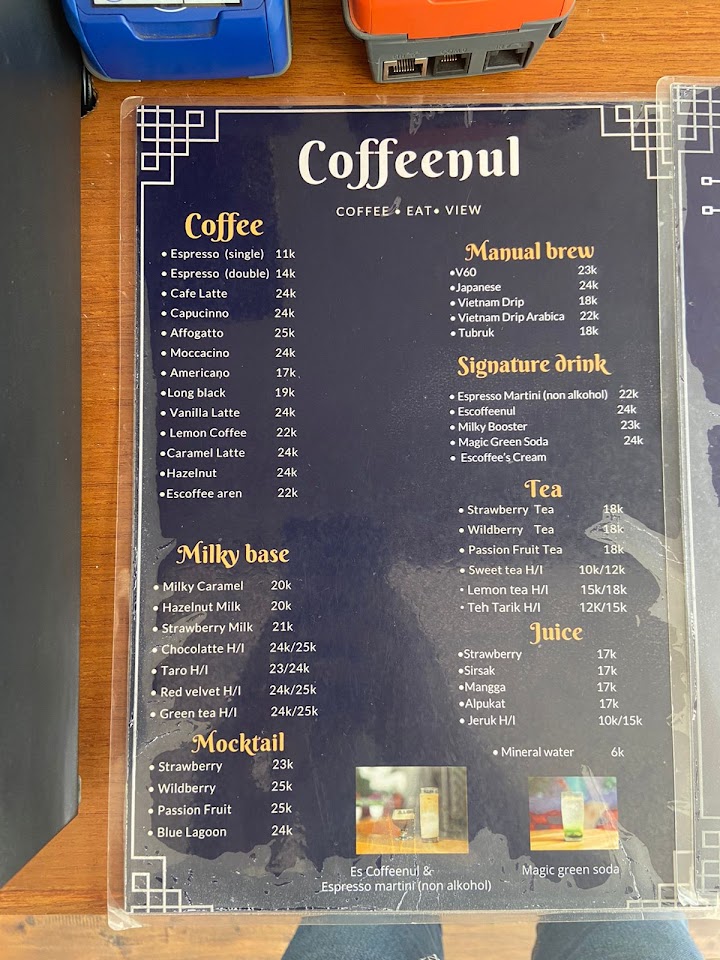 Coffeenul
COFFEE • EAT • VIEW
Coffee
• Espresso (single) 11k
• Espresso (double) 14k
• Cafe Latte 24k
• Capucinno 24k
• Affogatto 25k
• Moccacino 24k
• Americano 17k
•Long black 19k
• Vanilla Latte 24k
• Lemon Coffee 22k
•Caramel Latte 24k
•Hazelnut 24k
•Escoffee aren 22k
Milky base
• Milky Caramel 20k
• Hazelnut Milk 20k
• Strawberry Milk 21k
• Chocolatte H/I 24k/25k
• Taro H/I 23/24k
• Red velvet H/I 24k/25k
• Green tea H/I 24k/25k
Mocktail
• Strawberry 23k
• Wildberry 25k
• Passion Fruit 25k
• Blue Lagoon 24k
Manual brew
•V60 23k
•Japanese 24k
• Vietnam Drip 18k
• Vietnam Drip Arabica 22k
• Tubruk 18k
Signature drink
• Espresso Martini (non alkohol) 22k
• Escoffeenul 24k
• Milky Booster 23k
• Magic Green Soda 24k
• Escoffee's Cream
Tea
• Strawberry Tea 18k
• Wildberry Tea 18k
• Passion Fruit Tea 18k
• Sweet tea H/I 10k/12k
• Lemon tea H/I 15k/18k
• Teh Tarik H/I 12K/15k
Juice
•Strawberry 17k
•Sirsak 17k
•Mangga 17k
•Alpukat 17k
• Jeruk H/I 10k/15k
• Mineral water 6k
Es Coffeenul &
Espresso martini (non alkohol)
Magic green soda